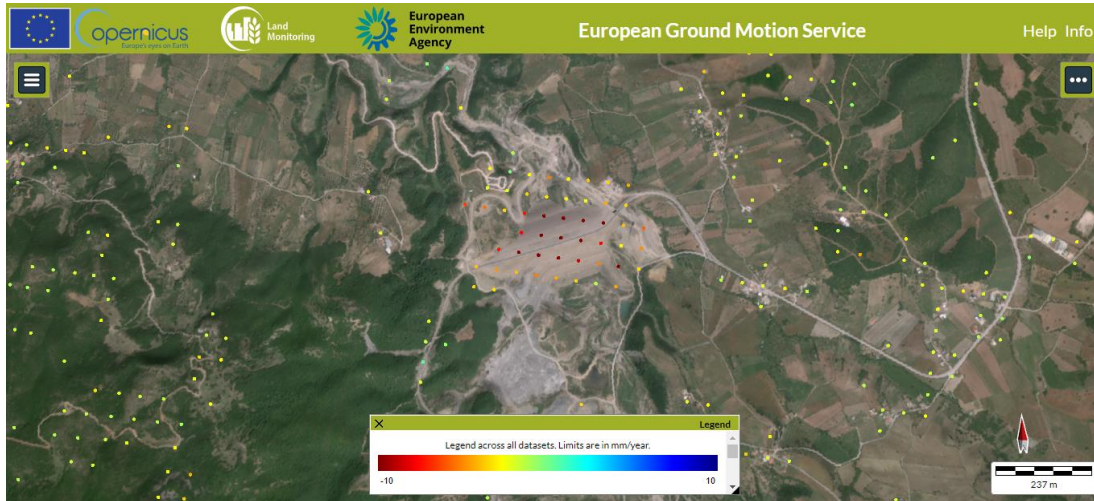 opernicus
Europe's eyes on Earth
Land
Monitoring
European
Environment
Agency
European Ground Motion Service
Help Info
Legend
Legend across all datasets. Limits are in mm/year.
-10 10
237 m